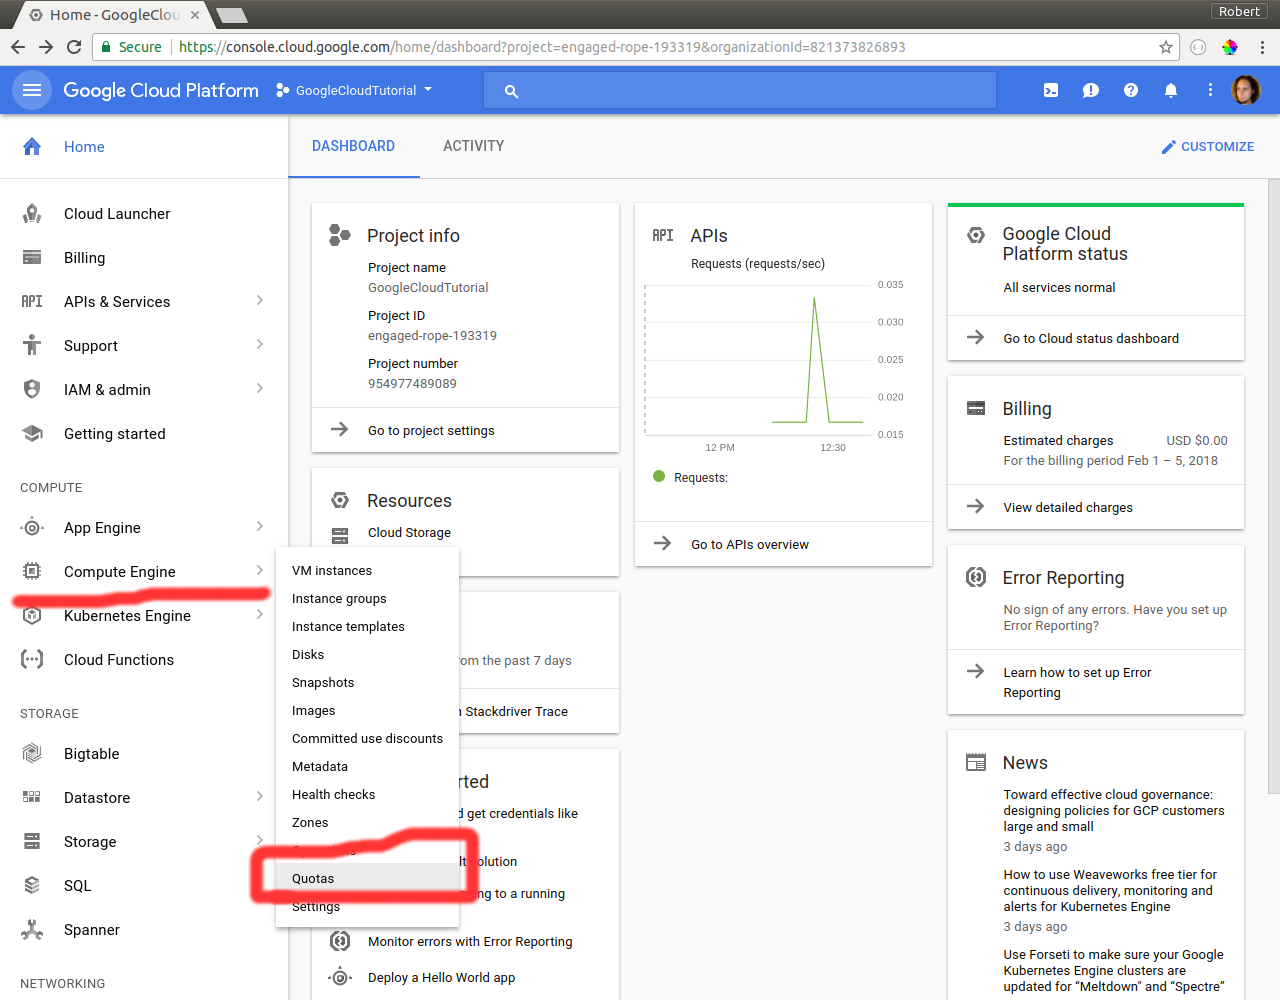 Home - GoogleClou
Robert
Secure
https://console.cloud.google.com/home/dashboard?project=engaged-rope-193319&organizationId=821373826893
Google Cloud Platform
GoogleCloudTutorial
Home
DASHBOARD
ACTIVITY
CUSTOMIZE
Cloud Launcher
Billing
API
APIs & Services
Support
IAM & admin
Getting started
COMPUTE
App Engine
Compute Engine
Kubernetes Engine
Cloud Functions
STORAGE
Bigtable
Datastore
Storage
SQL
Spanner
NETWORKING
VM instances
Instance groups
Instance templates
Disks
Snapshots
Images
Committed use discounts
Metadata
Health checks
Zones
Quotas
Settings
Project info
Project name
GoogleCloudTutorial
Project ID
engaged-rope-193319
Project number
954977489089
Go to project settings
Resources
Cloud Storage
from the past 7 days
Stackdriver Trace
get credentials like
solution
to a running
Monitor errors with Error Reporting
Deploy a Hello World app
API
APIs
Requests (requests/sec)
0.035
0.030
0.025
0.020
0.015
12 PM
12:30
Requests:
Go to APIs overview
Google Cloud
Platform status
All services normal
Go to Cloud status dashboard
Billing
Estimated charges
USD $0.00
For the billing period Feb 1 – 5, 2018
View detailed charges
Error Reporting
No sign of any errors. Have you set up
Error Reporting?
Learn how to set up Error
Reporting
News
Toward effective cloud governance:
designing policies for GCP customers
large and small
3 days ago
How to use Weaveworks free tier for
continuous delivery, monitoring and
alerts for Kubernetes Engine
3 days ago
Use Forseti to make sure your Google
Kubernetes Engine clusters are
updated for “Meltdown" and “Spectre”